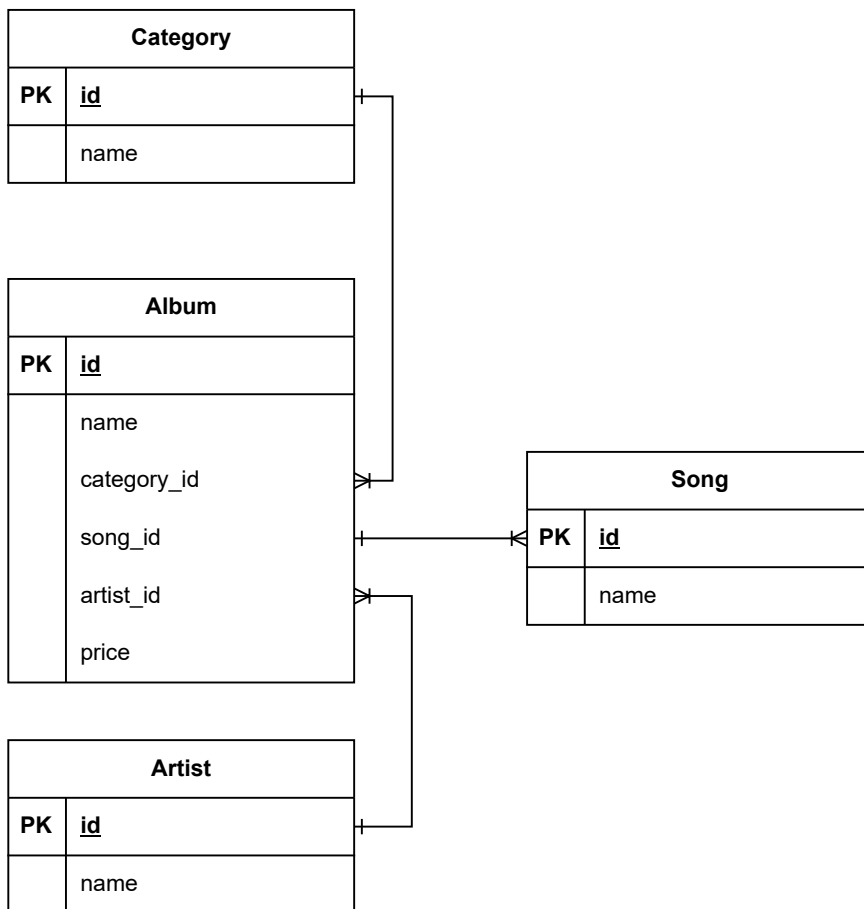 Category
PK id
name
Album
PK id
name
category_id
song_id
artist_id
price
Song
PK id
name
Artist
PK id
name